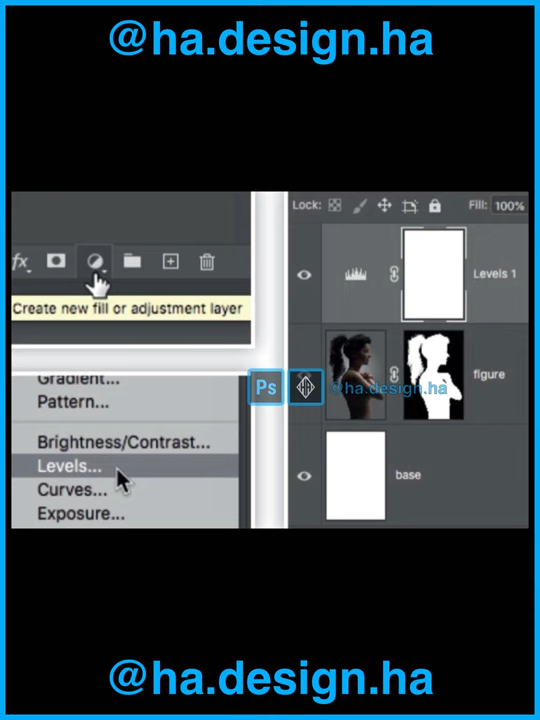 @ha.design.ha
fx
Create new fill or adjustment layer
Gradient...
Pattern...
Brightness/Contrast...
Levels...
Curves...
Exposure...
Lock:
Fill: 100%
Levels 1
figure
base
Ps
@ha.design.ha
@ha.design.ha